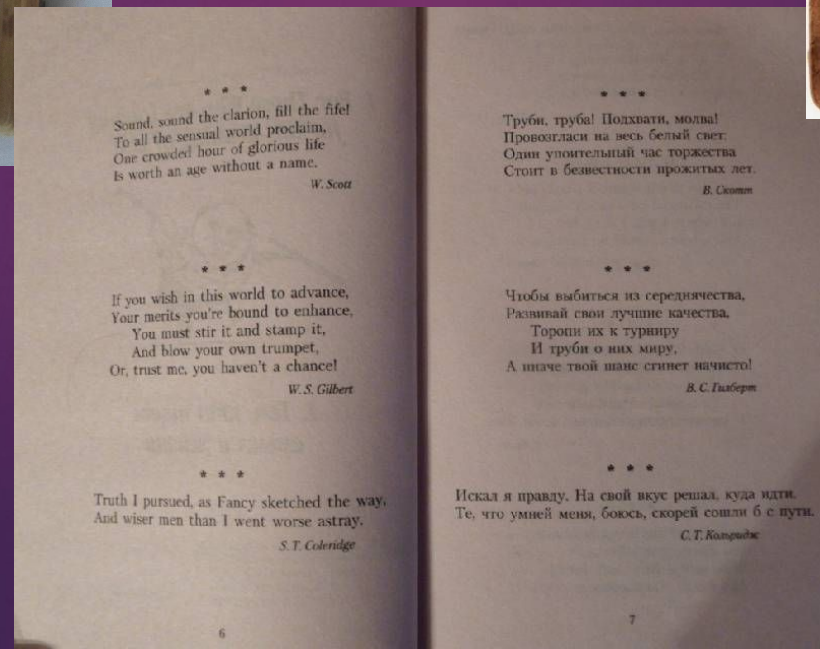 * * *
Sound, sound the clarion, fill the fife!
To all the sensual world proclaim,
One crowded hour of glorious life
Is worth an age without a name.
W. Scott
* * *
If you wish in this world to advance,
Your merits you're bound to enhance,
You must stir it and stamp it,
And blow your own trumpet,
Or, trust me, you haven't a chance!
W. S. Gilbert
* * *
Truth I pursued, as Fancy sketched the way,
And wiser men than I went worse astray.
S. T. Coleridge
6
* * *
Труби, труба! Подхвати, молва!
Провозгласи на весь белый свет:
Один упоительный час торжества
Стоит в безвестности прожитых лет.
В. Скотт
* * *
Чтобы выбиться из середнячества,
Развивай свои лучшие качества,
Торопи их к турниру
И труби о них миру,
А иначе твой шанс сгинет начисто!
В. С. Гилберт
* * *
Искал я правду. На свой вкус решал, куда идти.
Те, что умней меня, боюсь, скорей сошли б с пути.
С. Т. Кольридж
7